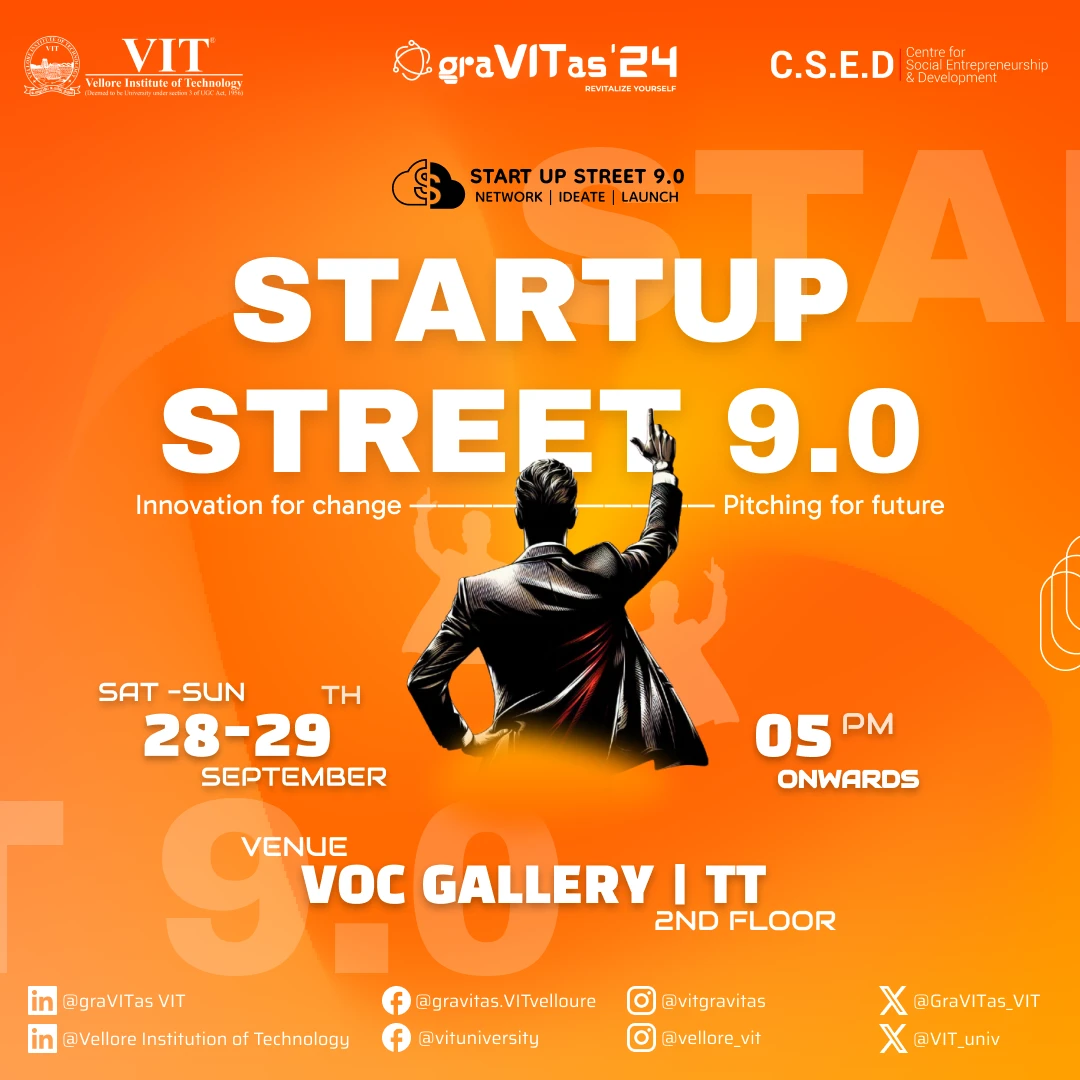 VIT®
Vellore Institute of Technology
(Deemed to be University under section 3 of UGC Act, 1956)
graVITas'24
REVITALIZE YOURSELF
C.S.E.D
Centre for
Social Entrepreneurship
& Development
START UP STREET 9.0
NETWORK | IDEATE | LAUNCH
STA
STARTUP
STREET 9.0
Innovation for change
Pitching for future
SAT -SUN
28-29 TH
SEPTEMBER
05 PM
ONWARDS
T 9.0
VENUE
VOC GALLERY | TT
2ND FLOOR
@graVITas VIT
@gravitas.VITvelloure
@vitgravitas
@GraVITas_VIT
@Vellore Institution of Technology
@vituniversity
@vellore_vit
@VIT_univ